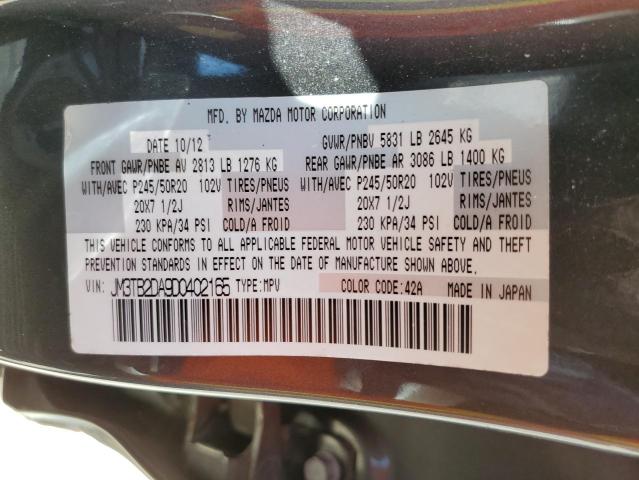 MFD. BY MAZDA MOTOR CORPORATION
DATE 10/12 GVWR/PNBV 5831 LB 2645 KG
FRONT GAWR/PNBE AV 2813 LB 1276 KG REAR GAWR/PNBE AR 3086 LB 1400 KG
WITH/AVEC P245/50R20 102V TIRES/PNEUS WITH/AVEC P245/50R20 102V TIRES/PNEUS
20X7 1/2J RIMS/JANTES 20X7 1/2J RIMS/JANTES
230 KPA/34 PSI COLD/A FROID 230 KPA/34 PSI COLD/A FROID
THIS VEHICLE CONFORMS TO ALL APPLICABLE FEDERAL MOTOR VEHICLE SAFETY AND THEFT
PREVENTION STANDARDS IN EFFECT ON THE DATE OF MANUFACTURE SHOWN ABOVE.
VIN: JM3TB2DA9D0402165 TYPE:MPV COLOR CODE:42A MADE IN JAPAN